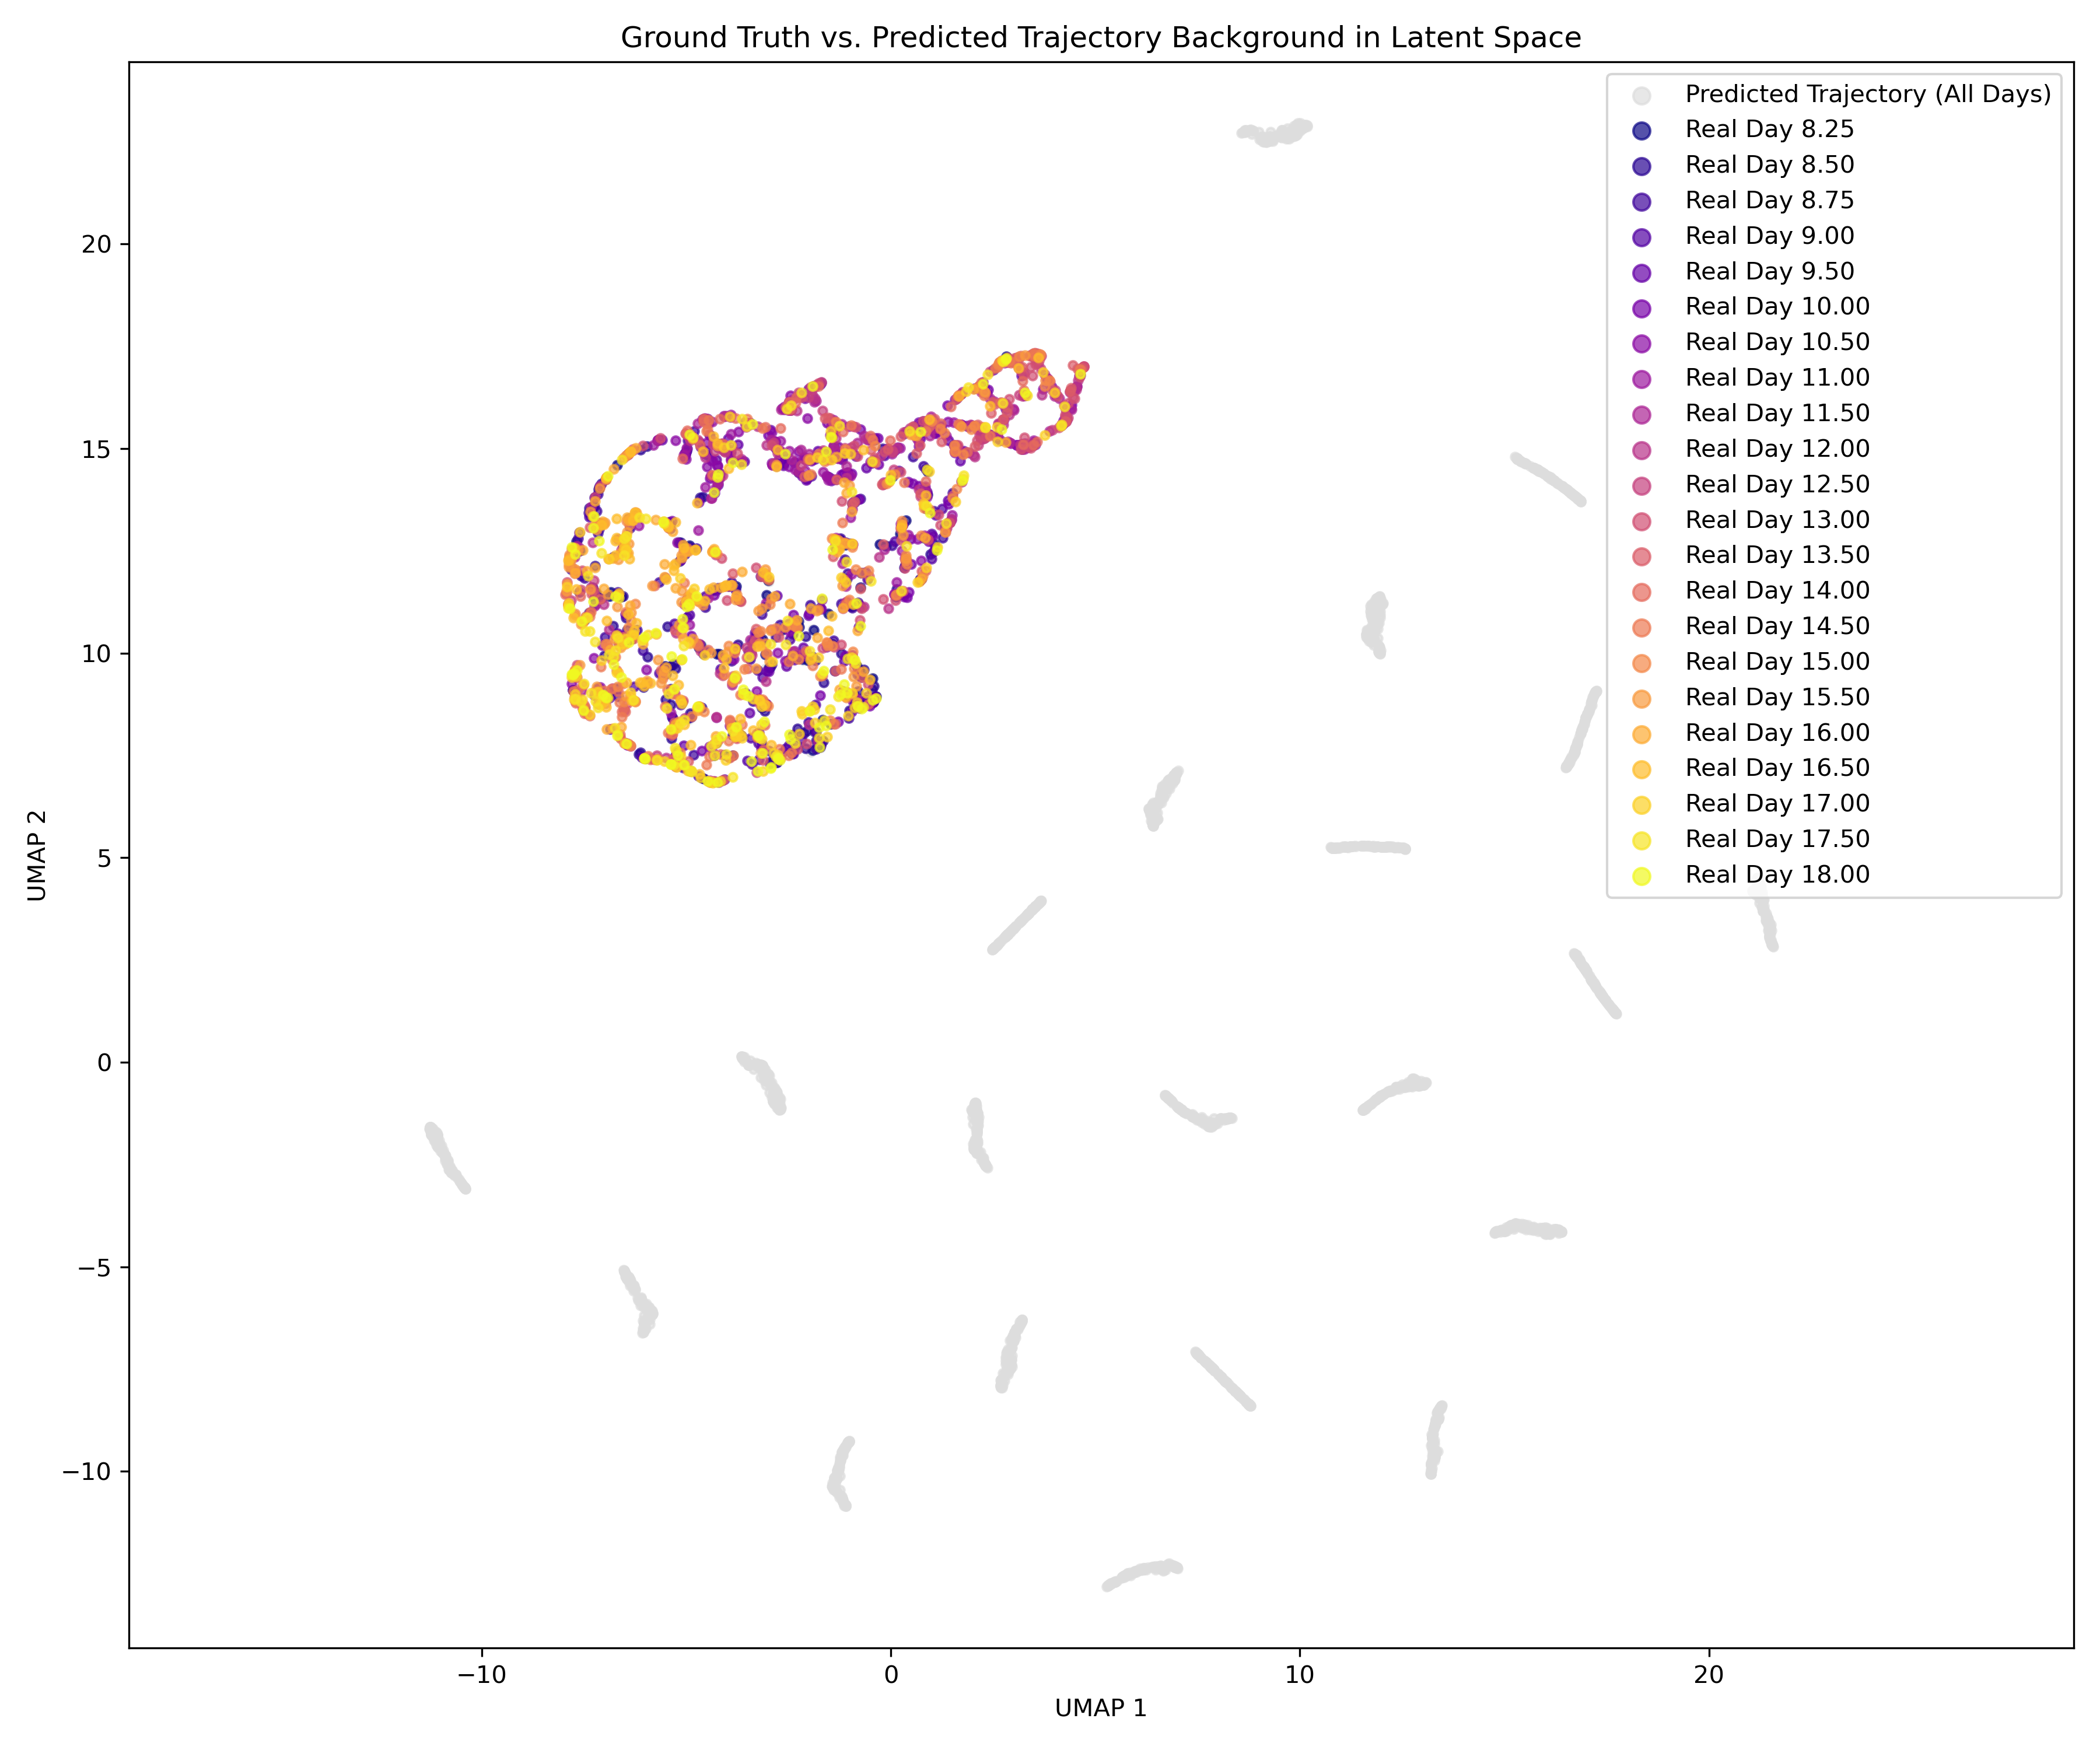 Ground Truth vs. Predicted Trajectory Background in Latent Space
Predicted Trajectory (All Days)
Real Day 8.25
Real Day 8.50
Real Day 8.75
Real Day 9.00
Real Day 9.50
Real Day 10.00
Real Day 10.50
Real Day 11.00
Real Day 11.50
Real Day 12.00
Real Day 12.50
Real Day 13.00
Real Day 13.50
Real Day 14.00
Real Day 14.50
Real Day 15.00
Real Day 15.50
Real Day 16.00
Real Day 16.50
Real Day 17.00
Real Day 17.50
Real Day 18.00
20
15
10
5
0
−5
−10
UMAP 2
−10
0
10
20
UMAP 1